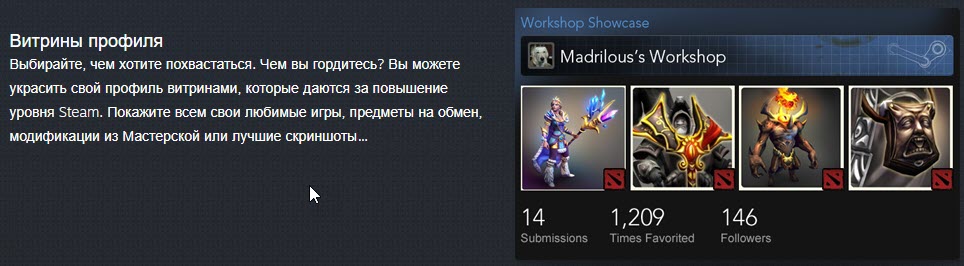 Витрины профиля
Выбирайте, чем хотите похвастаться. Чем вы гордитесь? Вы можете
украсить свой профиль витринами, которые даются за повышение
уровня Steam. Покажите всем свои любимые игры, предметы на обмен,
модификации из Мастерской или лучшие скриншоты...
Workshop Showcase
Madrilous's Workshop
14 1,209 146
Submissions Times Favorited Followers